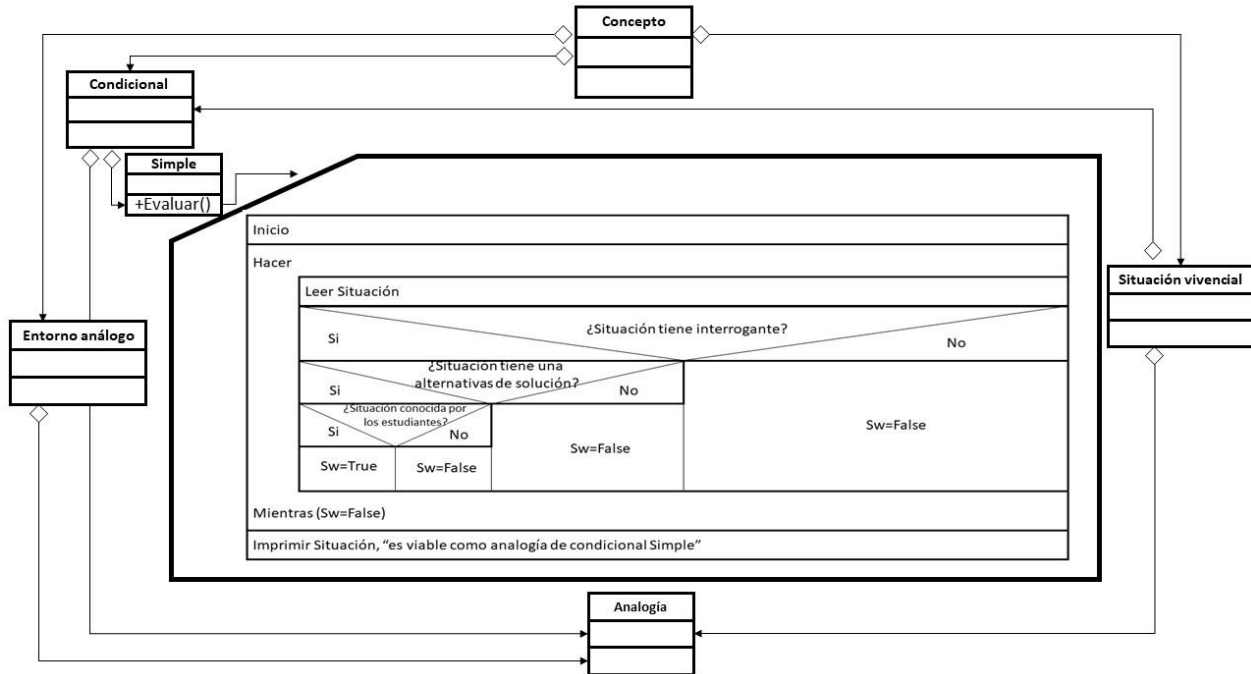 Concepto
Condicional
Simple
+Evaluar()
Inicio
Hacer
Leer Situación
¿Situación tiene interrogante?
Si
No
¿Situación tiene una
alternativas de solución?
Si
No
¿Situación conocida por
los estudiantes?
Si
No
Sw=True
Sw=False
Sw=False
Sw=False
Mientras (Sw=False)
Imprimir Situación, “es viable como analogía de condicional Simple”
Situación vivencial
Entorno análogo
Analogía